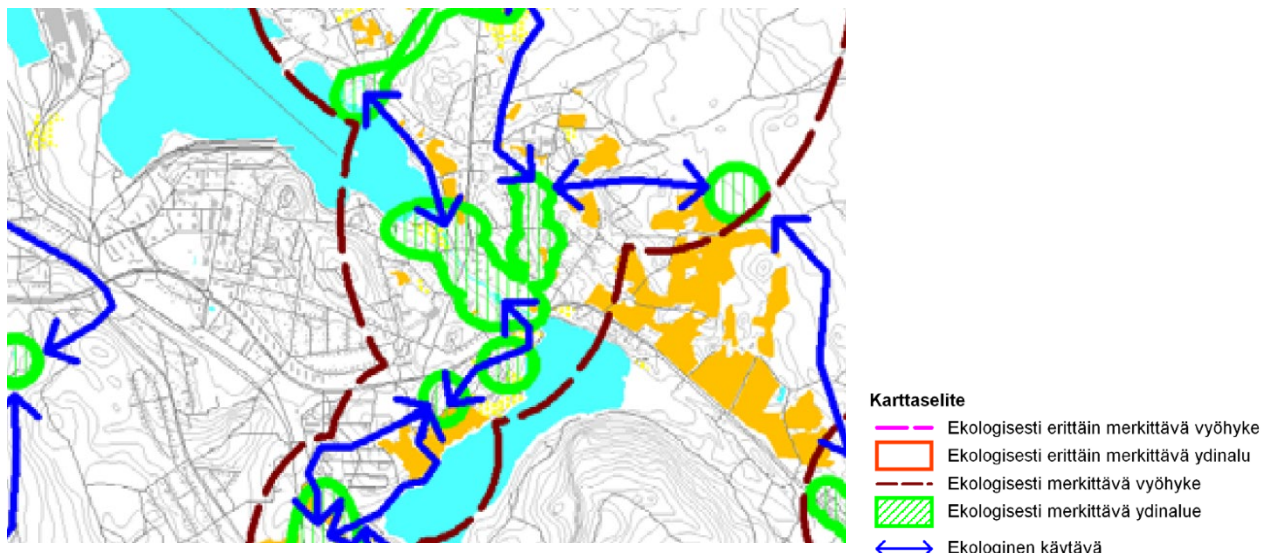 Karttaselite
Ekologisesti erittäin merkittävä vyöhyke
Ekologisesti erittäin merkittävä ydinalu
Ekologisesti merkittävä vyöhyke
Ekologisesti merkittävä ydinalue
Ekologinen käytävä